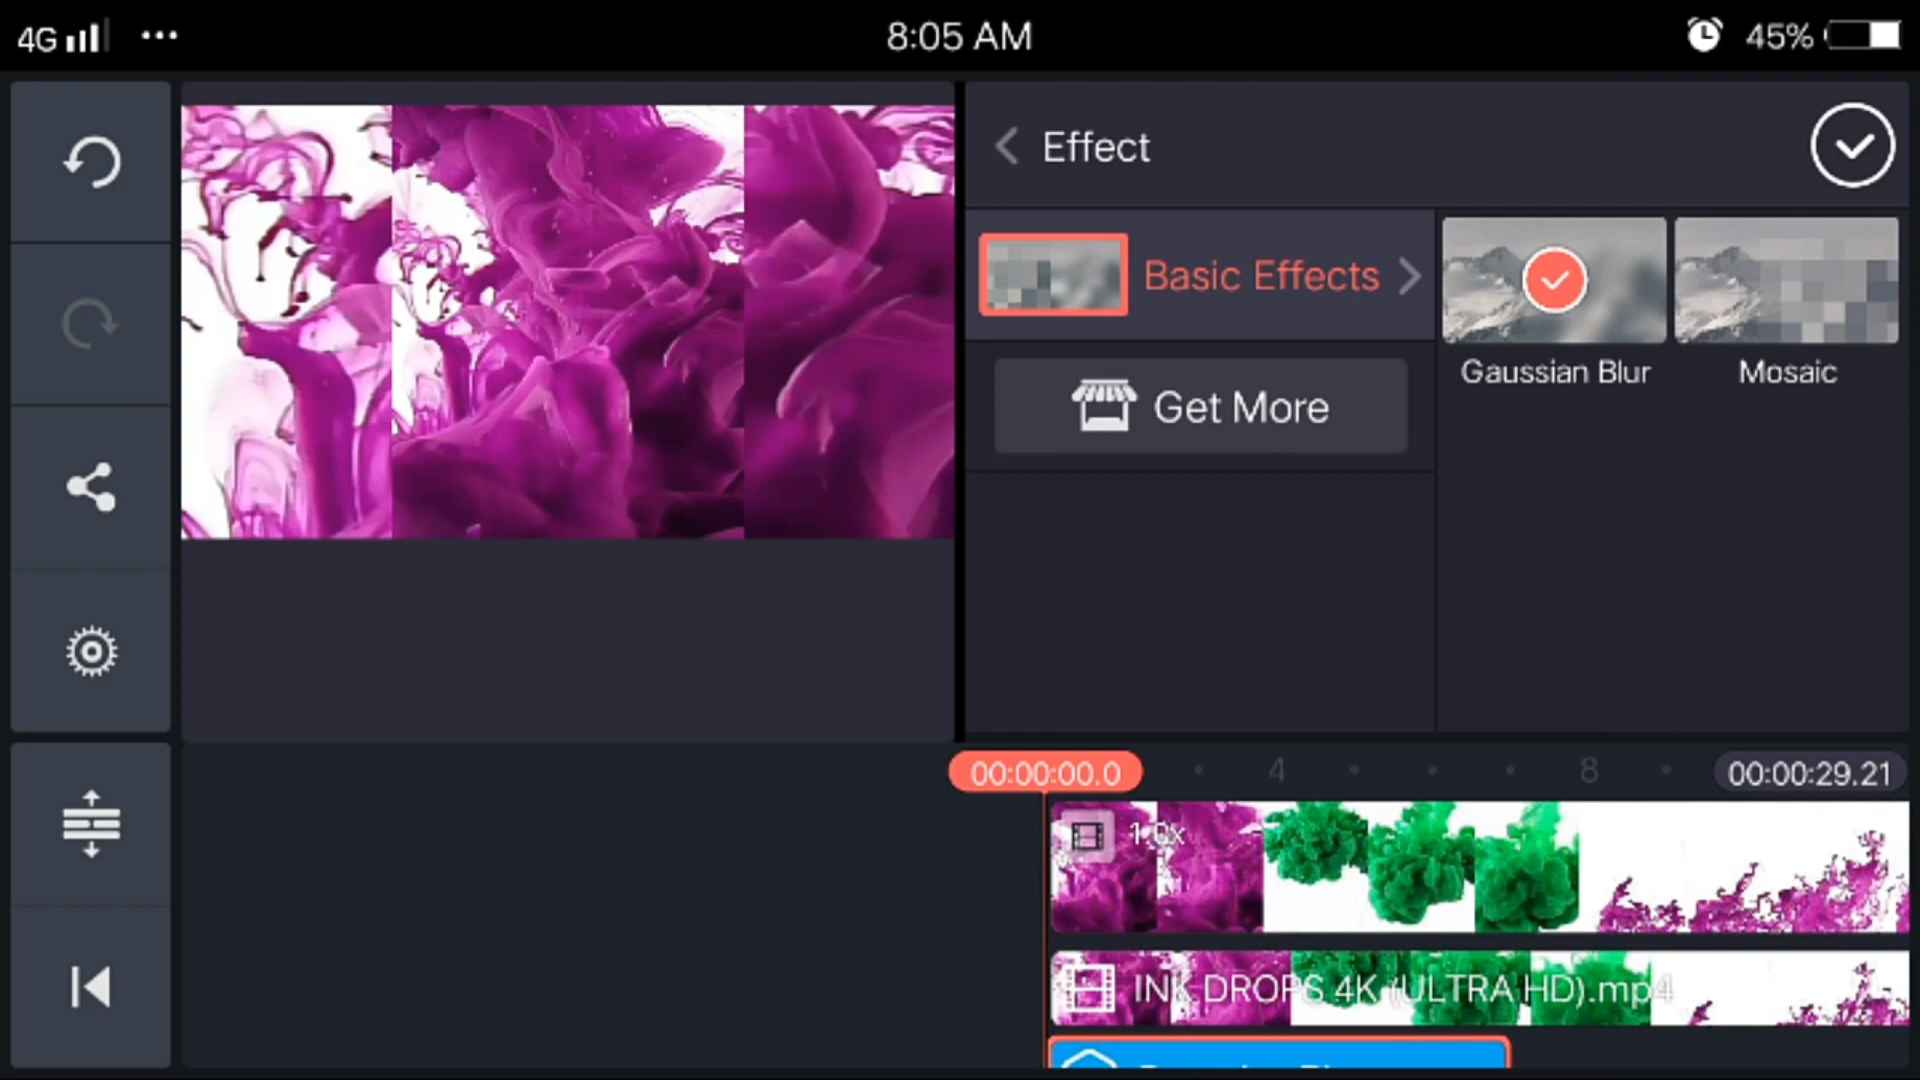 4G
8:05 AM
45%
Effect
Basic Effects
Get More
Gaussian Blur
Mosaic
00:00:00.0
4
8
00:00:29.21
1.0x
INK DROPS 4K (ULTRA HD).mp4